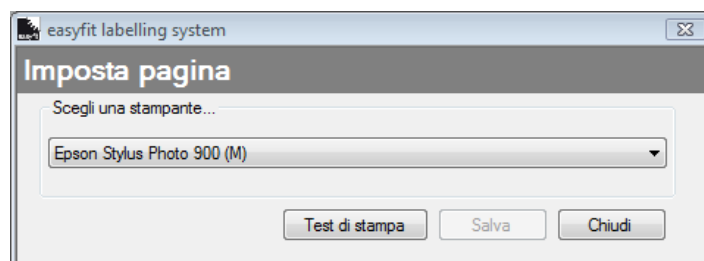 easyfit labelling system
Imposta pagina
Scegli una stampante...
Epson Stylus Photo 900 (M)
Test di stampa Salva Chiudi